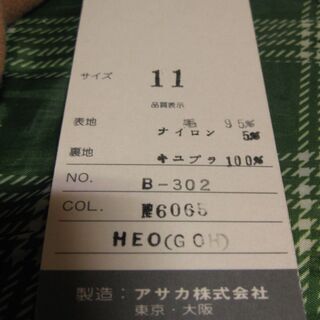 サイズ 11
品質表示
表地 毛 95%
ナイロン 5%
裏地 キユプラ 100%
NO. B-302
COL. 6065
HEO(GOH)
製造：アサカ株式会社
東京・大阪